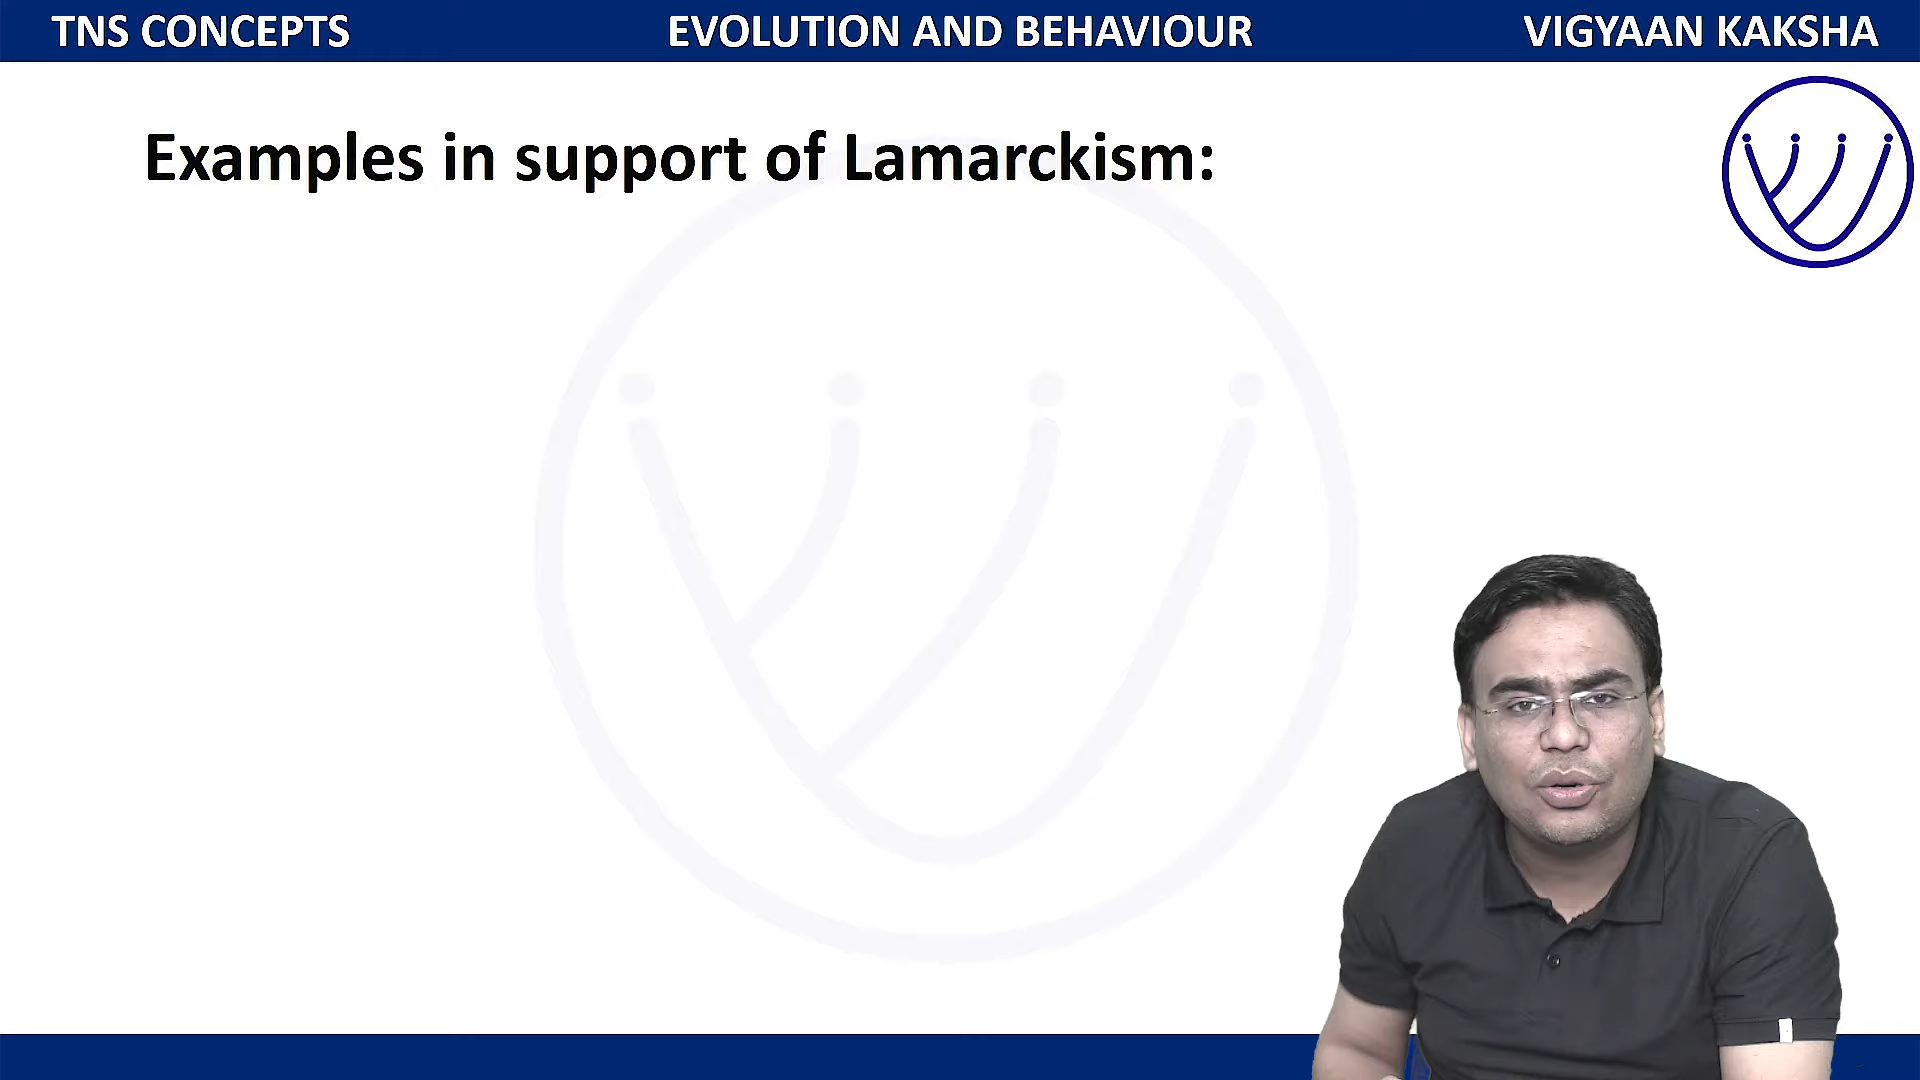 TNS CONCEPTS
EVOLUTION AND BEHAVIOUR
VIGYAAN KAKSHA
Examples in support of Lamarckism: